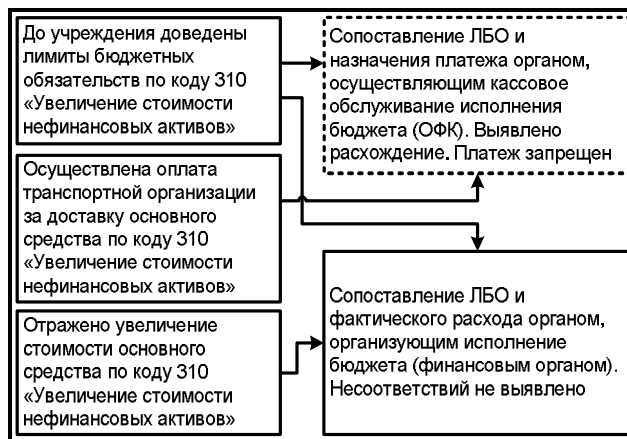 До учреждения доведены
лимиты бюджетных
обязательств по коду 310
«Увеличение стоимости
нефинансовых активов»
Сопоставление ЛБО и
назначения платежа органом,
осуществляющим кассовое
обслуживание исполнения
бюджета (ОФК). Выявлено
расхождение. Платеж запрещен
Осуществлена оплата
транспортной организации
за доставку основного
средства по коду 310
«Увеличение стоимости
нефинансовых активов»
Сопоставление ЛБО и
фактического расхода органом,
организующим исполнение
бюджета (финансовым органом).
Несоответствий не выявлено
Отражено увеличение
стоимости основного
средства по коду 310
«Увеличение стоимости
нефинансовых активов»